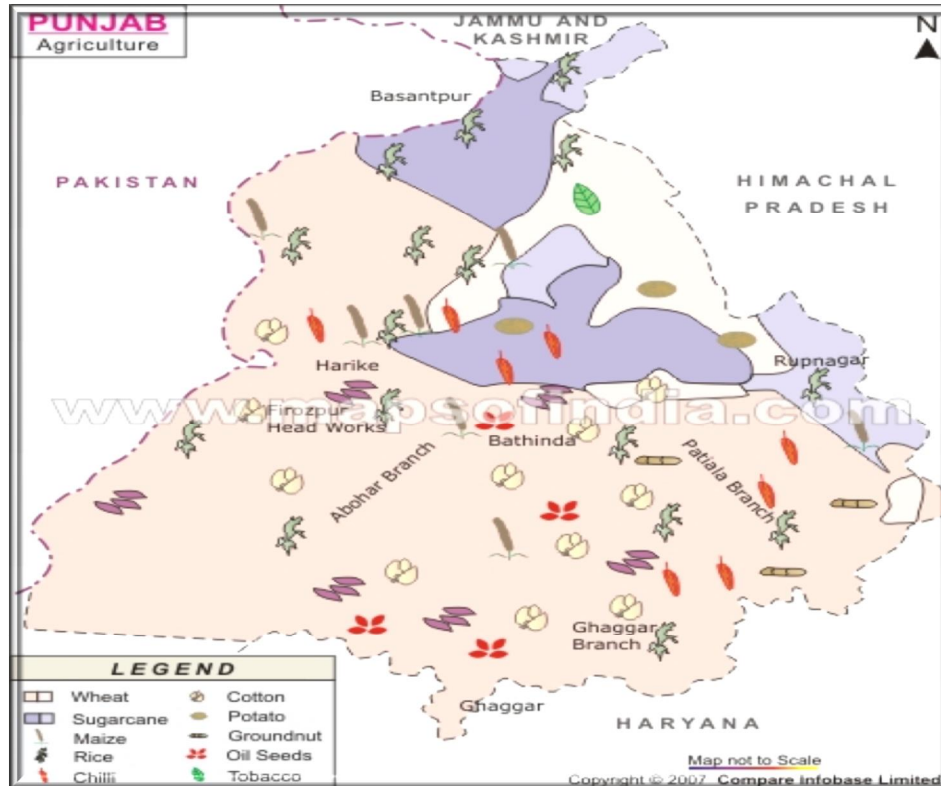 PUNJAB
Agriculture
JAMMU AND
KASHMIR
N
Basantpur
PAKISTAN
HIMACHAL
PRADESH
Harike
Rupnagar
www.mapsofindia.com
Firozpur
Head Works
Bathinda
Abohar Branch
Patiala Branch
Ghaggar
Branch
Ghaggar
HARYANA
LEGEND
Wheat
Cotton
Sugarcane
Potato
Maize
Groundnut
Rice
Oil Seeds
Chilli
Tobacco
Map not to Scale
Copyright © 2007 Compare Infobase Limited